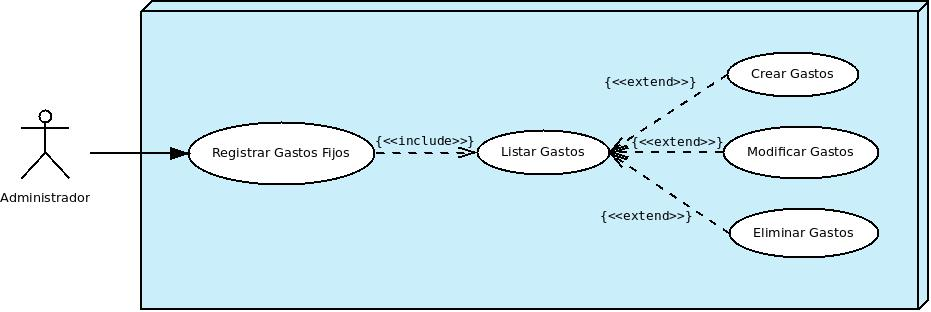 Administrador
Registrar Gastos Fijos
{<<include>>}
Listar Gastos
{<<extend>>}
Crear Gastos
{<<extend>>}
Modificar Gastos
{<<extend>>}
Eliminar Gastos